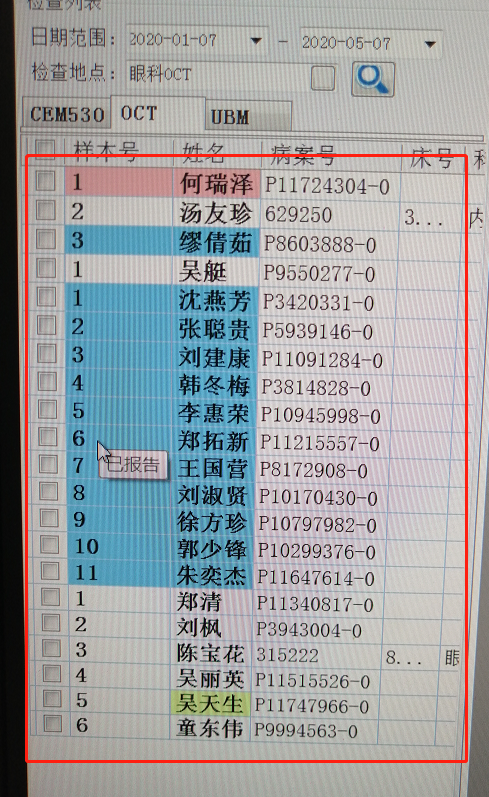 检查列表
日期范围: 2020-01-07 - 2020-05-07
检查地点: 眼科OCT
CEM530 OCT UBM
样本号 姓名 病案号 床号 科
1 何瑞泽 P11724304-0
2 汤友珍 629250 3... 内
3 缪倩茹 P8603888-0
1 吴艇 P9550277-0
1 沈燕芳 P3420331-0
2 张聪贵 P5939146-0
3 刘建康 P11091284-0
4 韩冬梅 P3814828-0
5 李惠荣 P10945998-0
6 郑拓新 P11215557-0
已报告
7 王国营 P8172908-0
8 刘淑贤 P10170430-0
9 徐方珍 P10797982-0
10 郭少锋 P10299376-0
11 朱奕杰 P11647614-0
1 郑清 P11340817-0
2 刘枫 P3943004-0
3 陈宝花 315222 8... 眼
4 吴丽英 P11515526-0
5 吴天生 P11747966-0
6 童东伟 P9994563-0